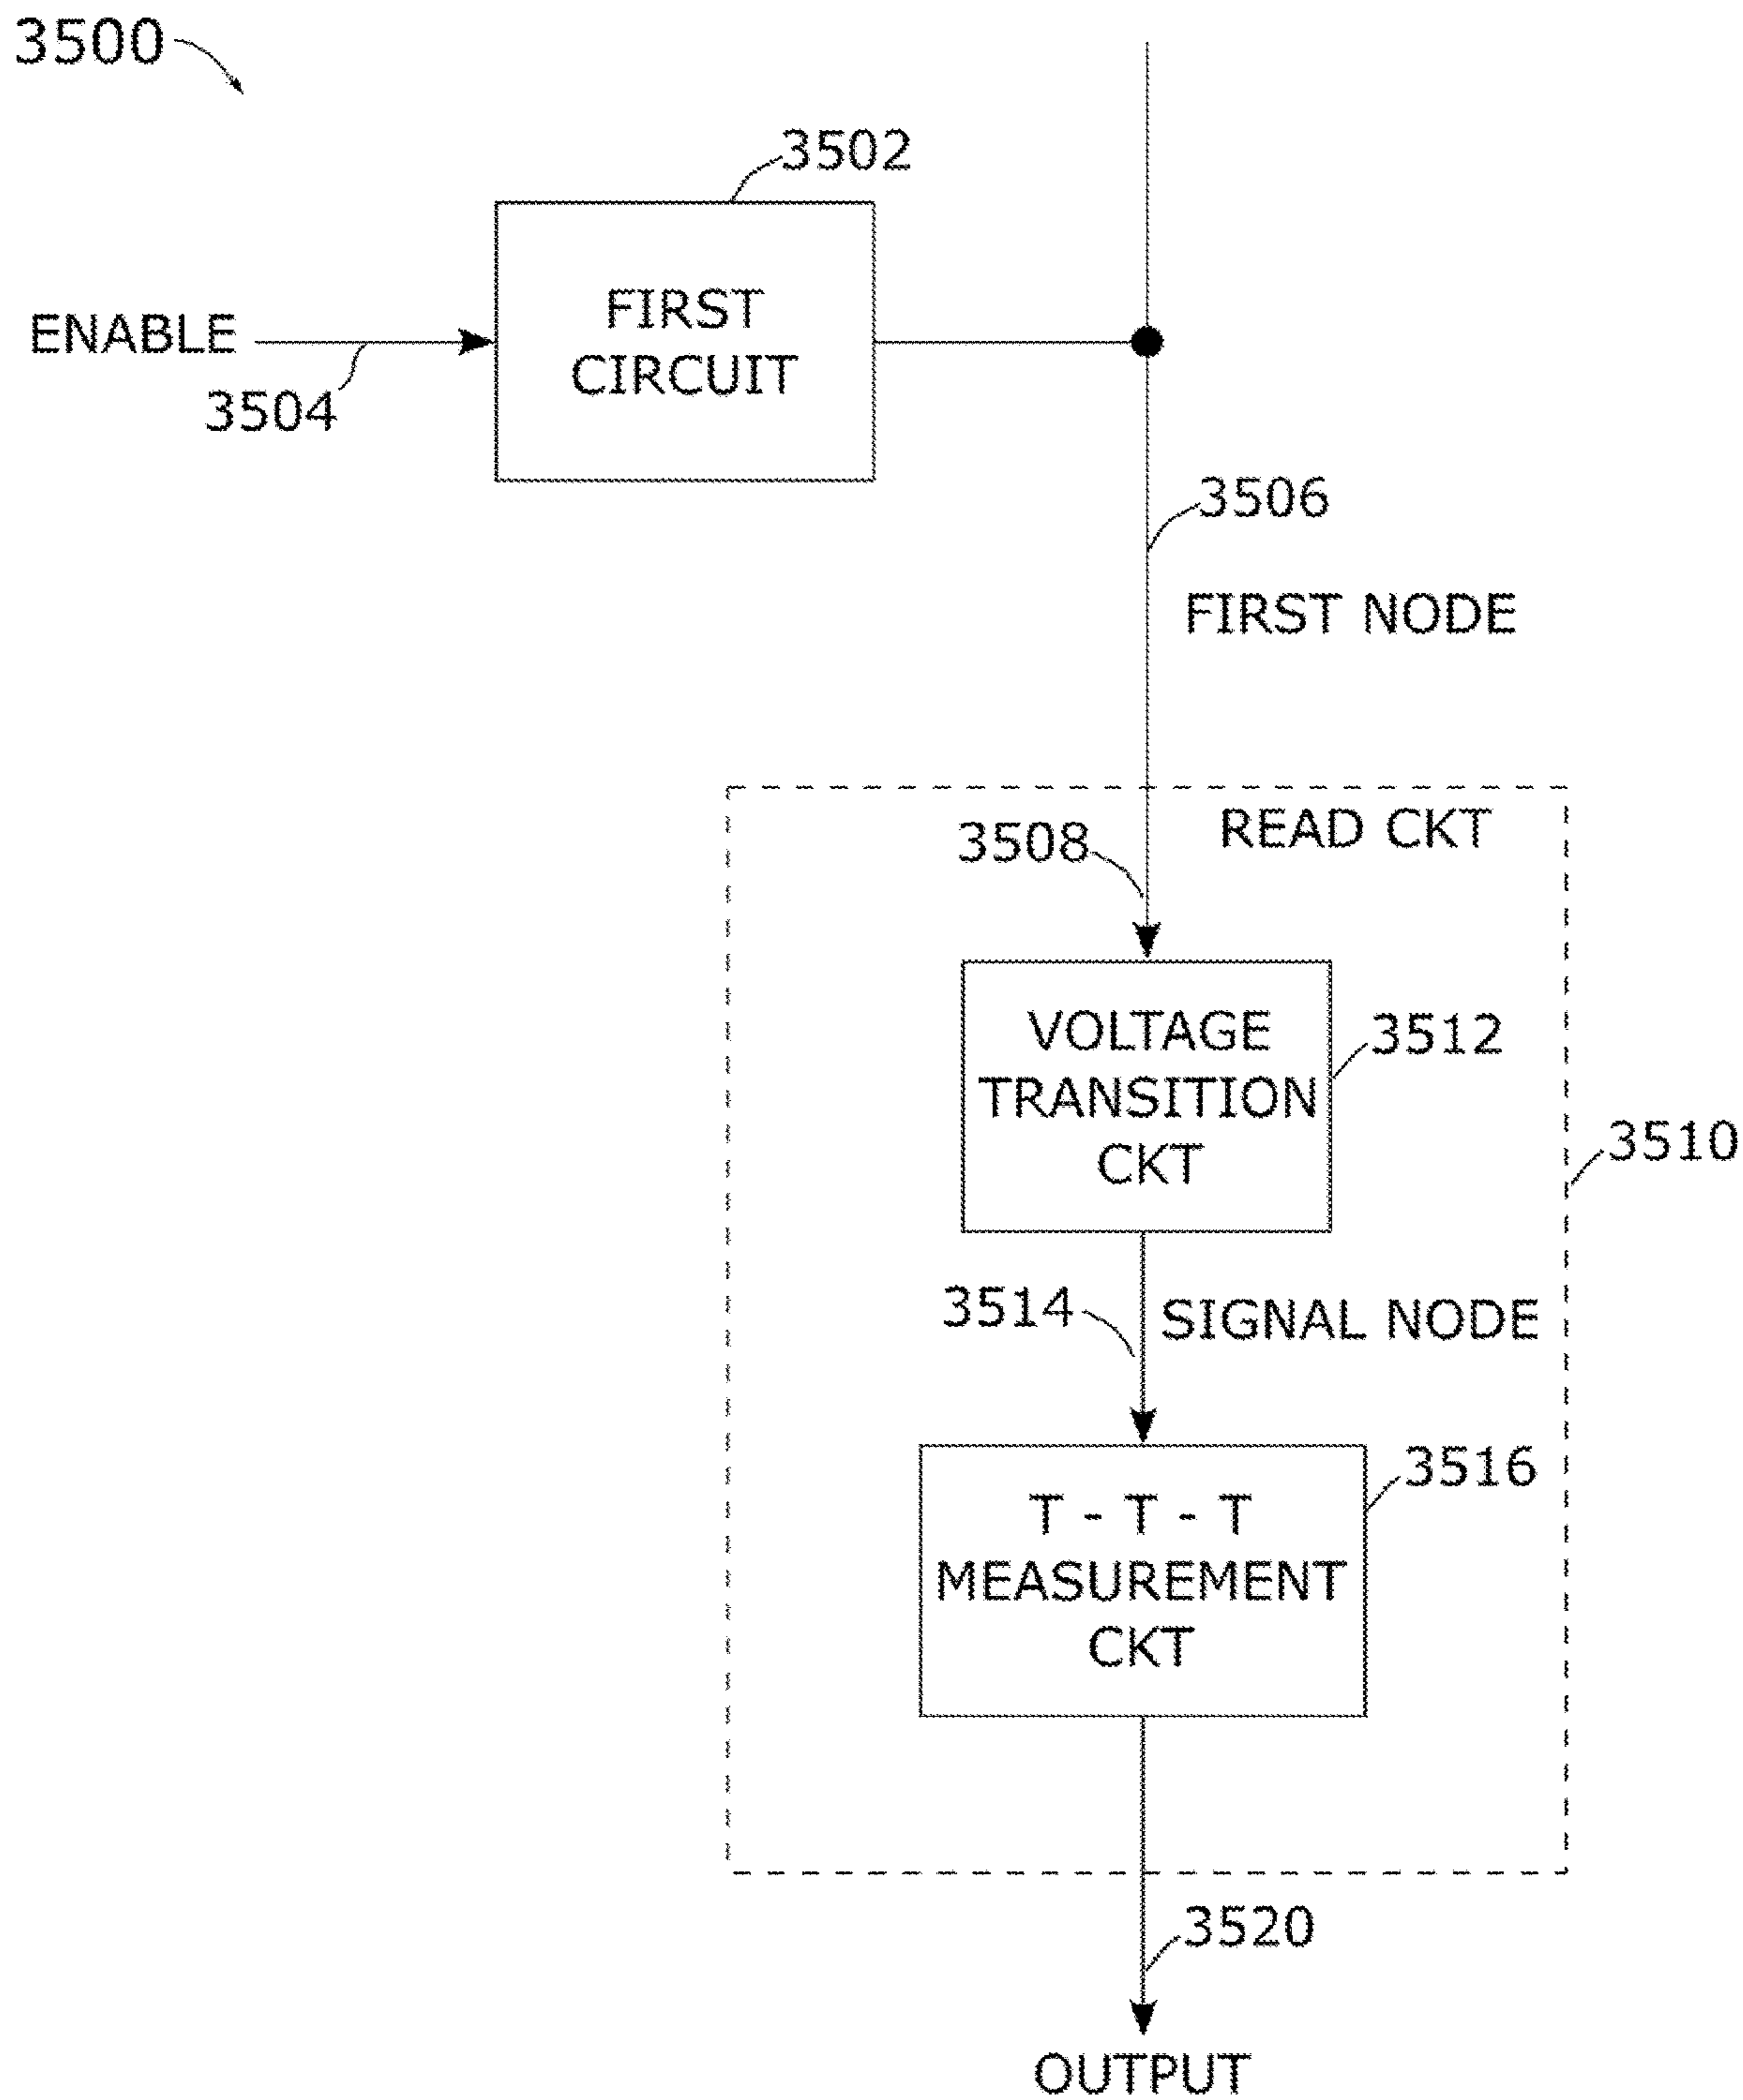 3500
3502
FIRST
CIRCUIT
ENABLE
3504
3506
FIRST NODE
READ CKT
3508
VOLTAGE
TRANSITION
CKT
3512
3510
3514
SIGNAL NODE
3516
T - T - T
MEASUREMENT
CKT
3520
OUTPUT